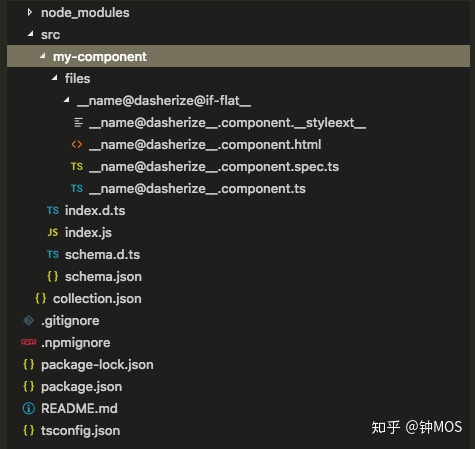 node_modules
src
my-component
files
__name@dasherize@if-flat__
__name@dasherize__.component.__styleext__
<> __name@dasherize__.component.html
TS __name@dasherize__.component.spec.ts
TS __name@dasherize__.component.ts
TS index.d.ts
JS index.js
TS schema.d.ts
{} schema.json
{} collection.json
.gitignore
npm .npmignore
{} package-lock.json
{} package.json
README.md
{} tsconfig.json
知乎 @钟MOS